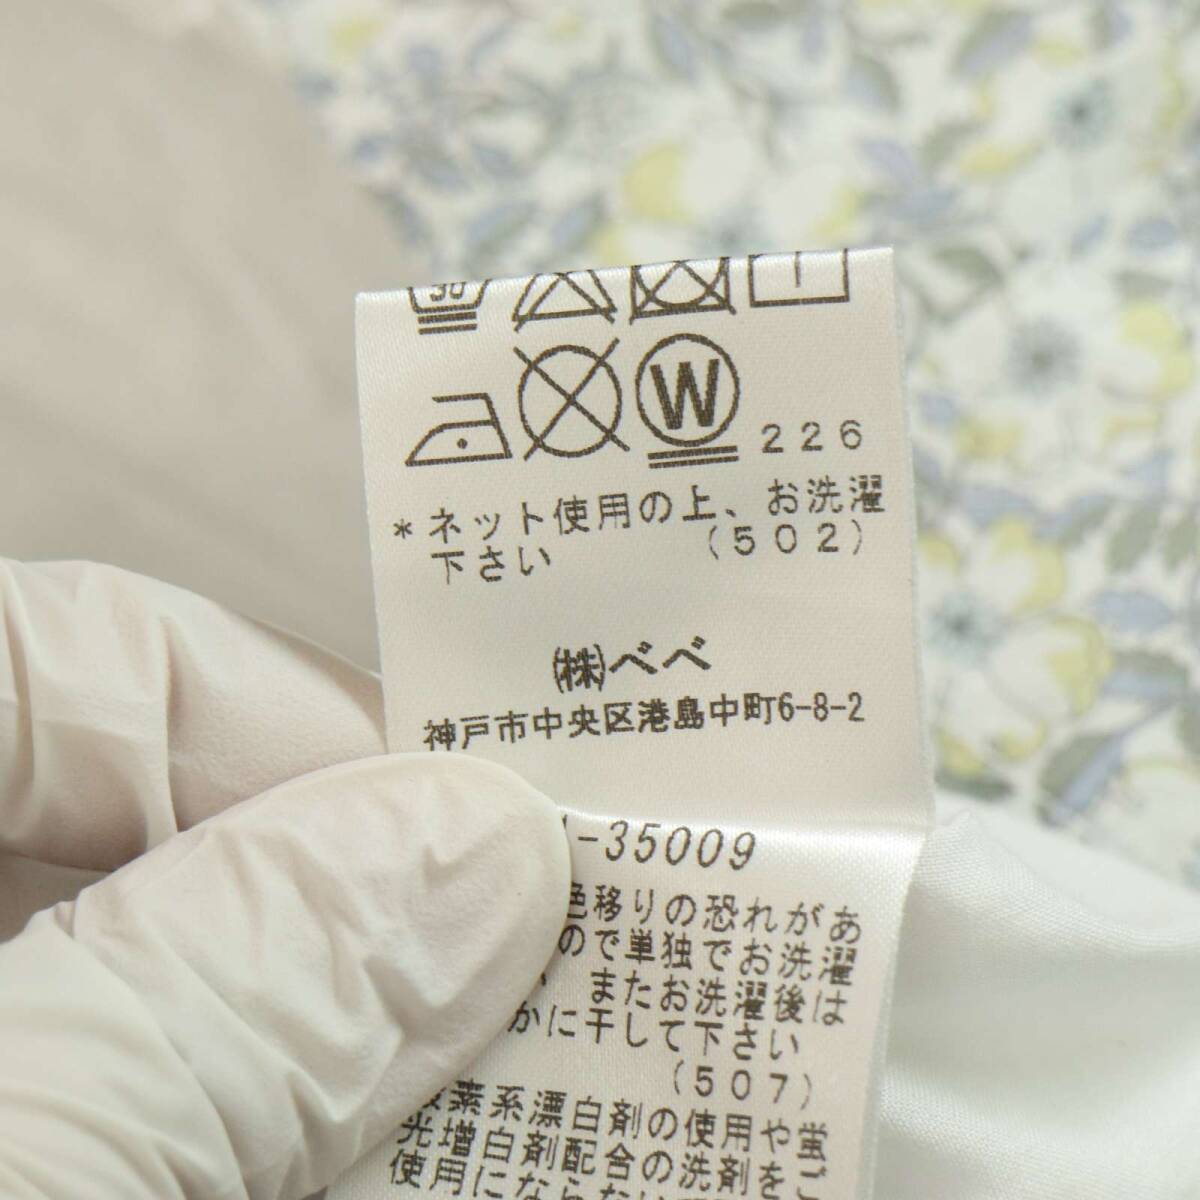 30
W 226
＊ネット使用の上、お洗濯
下さい (502)
㈱べべ
神戸市中央区港島中町6-8-2
-35009
色移りの恐れがあ
ので単独でお洗濯
、またお洗濯後は
かに干して下さい
(507)
素系漂白剤の使用や蛍
光増白剤配合の洗剤をご
使用にならない